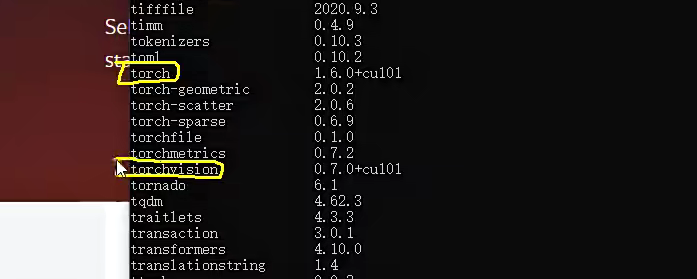 Se
sta
tifffile 2020.9.3
timm 0.4.9
tokenizers 0.10.3
toml 0.10.2
torch 1.6.0+cu101
torch-geometric 2.0.2
torch-scatter 2.0.6
torch-sparse 0.6.9
torchfile 0.1.0
torchmetrics 0.7.2
torchvision 0.7.0+cu101
tornado 6.1
tqdm 4.62.3
traitlets 4.3.3
transaction 3.0.1
transformers 4.10.0
translationstring 1.4